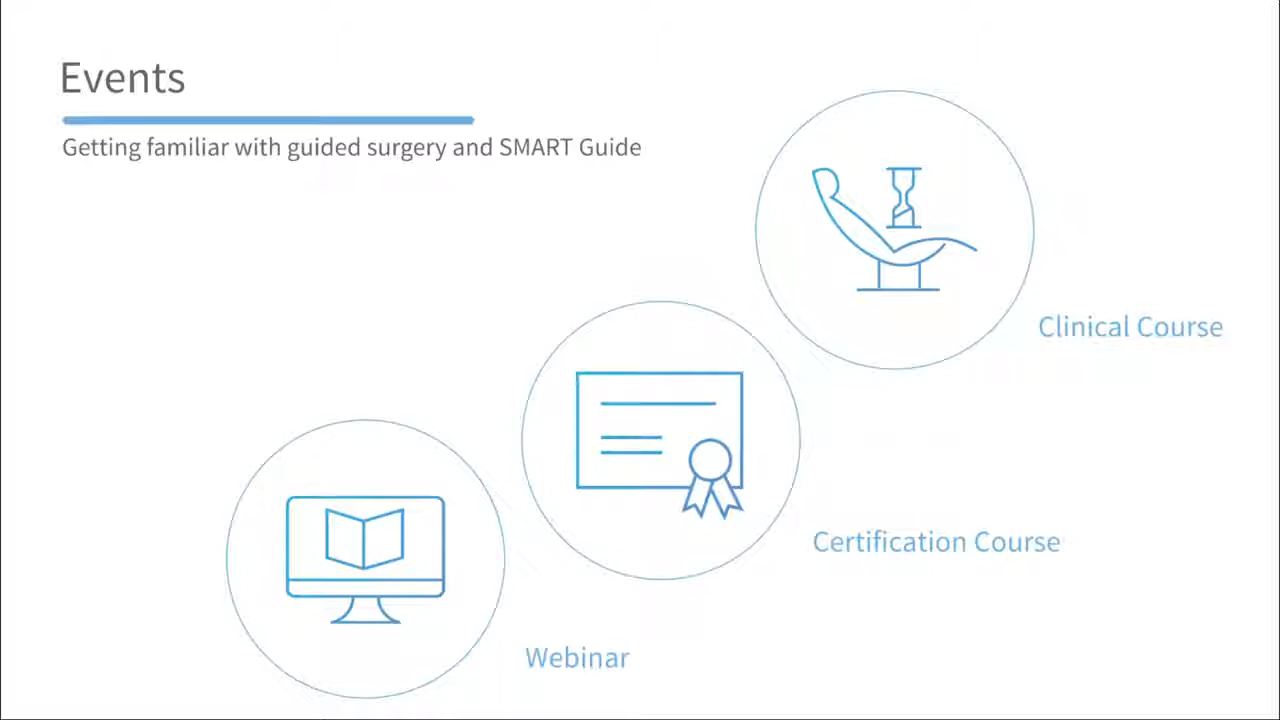 Events
Getting familiar with guided surgery and SMART Guide
Clinical Course
Certification Course
Webinar